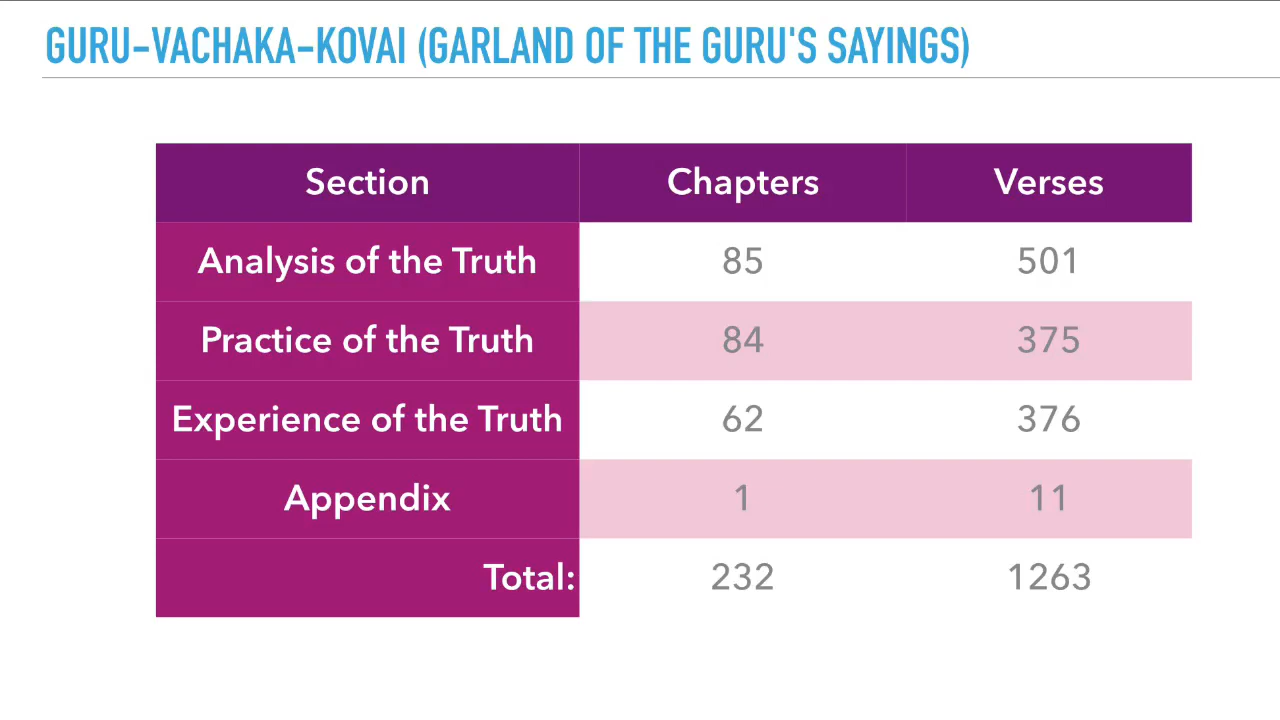 GURU-VACHAKA-KOVAI (GARLAND OF THE GURU'S SAYINGS)
Section Chapters Verses
Analysis of the Truth 85 501
Practice of the Truth 84 375
Experience of the Truth 62 376
Appendix 1 11
Total: 232 1263